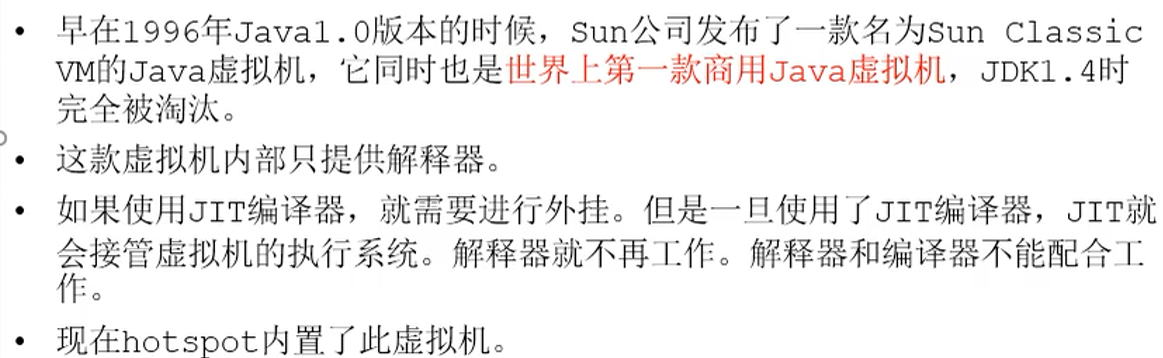 • 早在1996年Java1.0版本的时候，Sun公司发布了一款名为Sun Classic
VM的Java虚拟机，它同时也是世界上第一款商用Java虚拟机，JDK1.4时
完全被淘汰。
• 这款虚拟机内部只提供解释器。
• 如果使用JIT编译器，就需要进行外挂。但是一旦使用了JIT编译器，JIT就
会接管虚拟机的执行系统。解释器就不再工作。解释器和编译器不能配合工
作。
• 现在hotspot内置了此虚拟机。